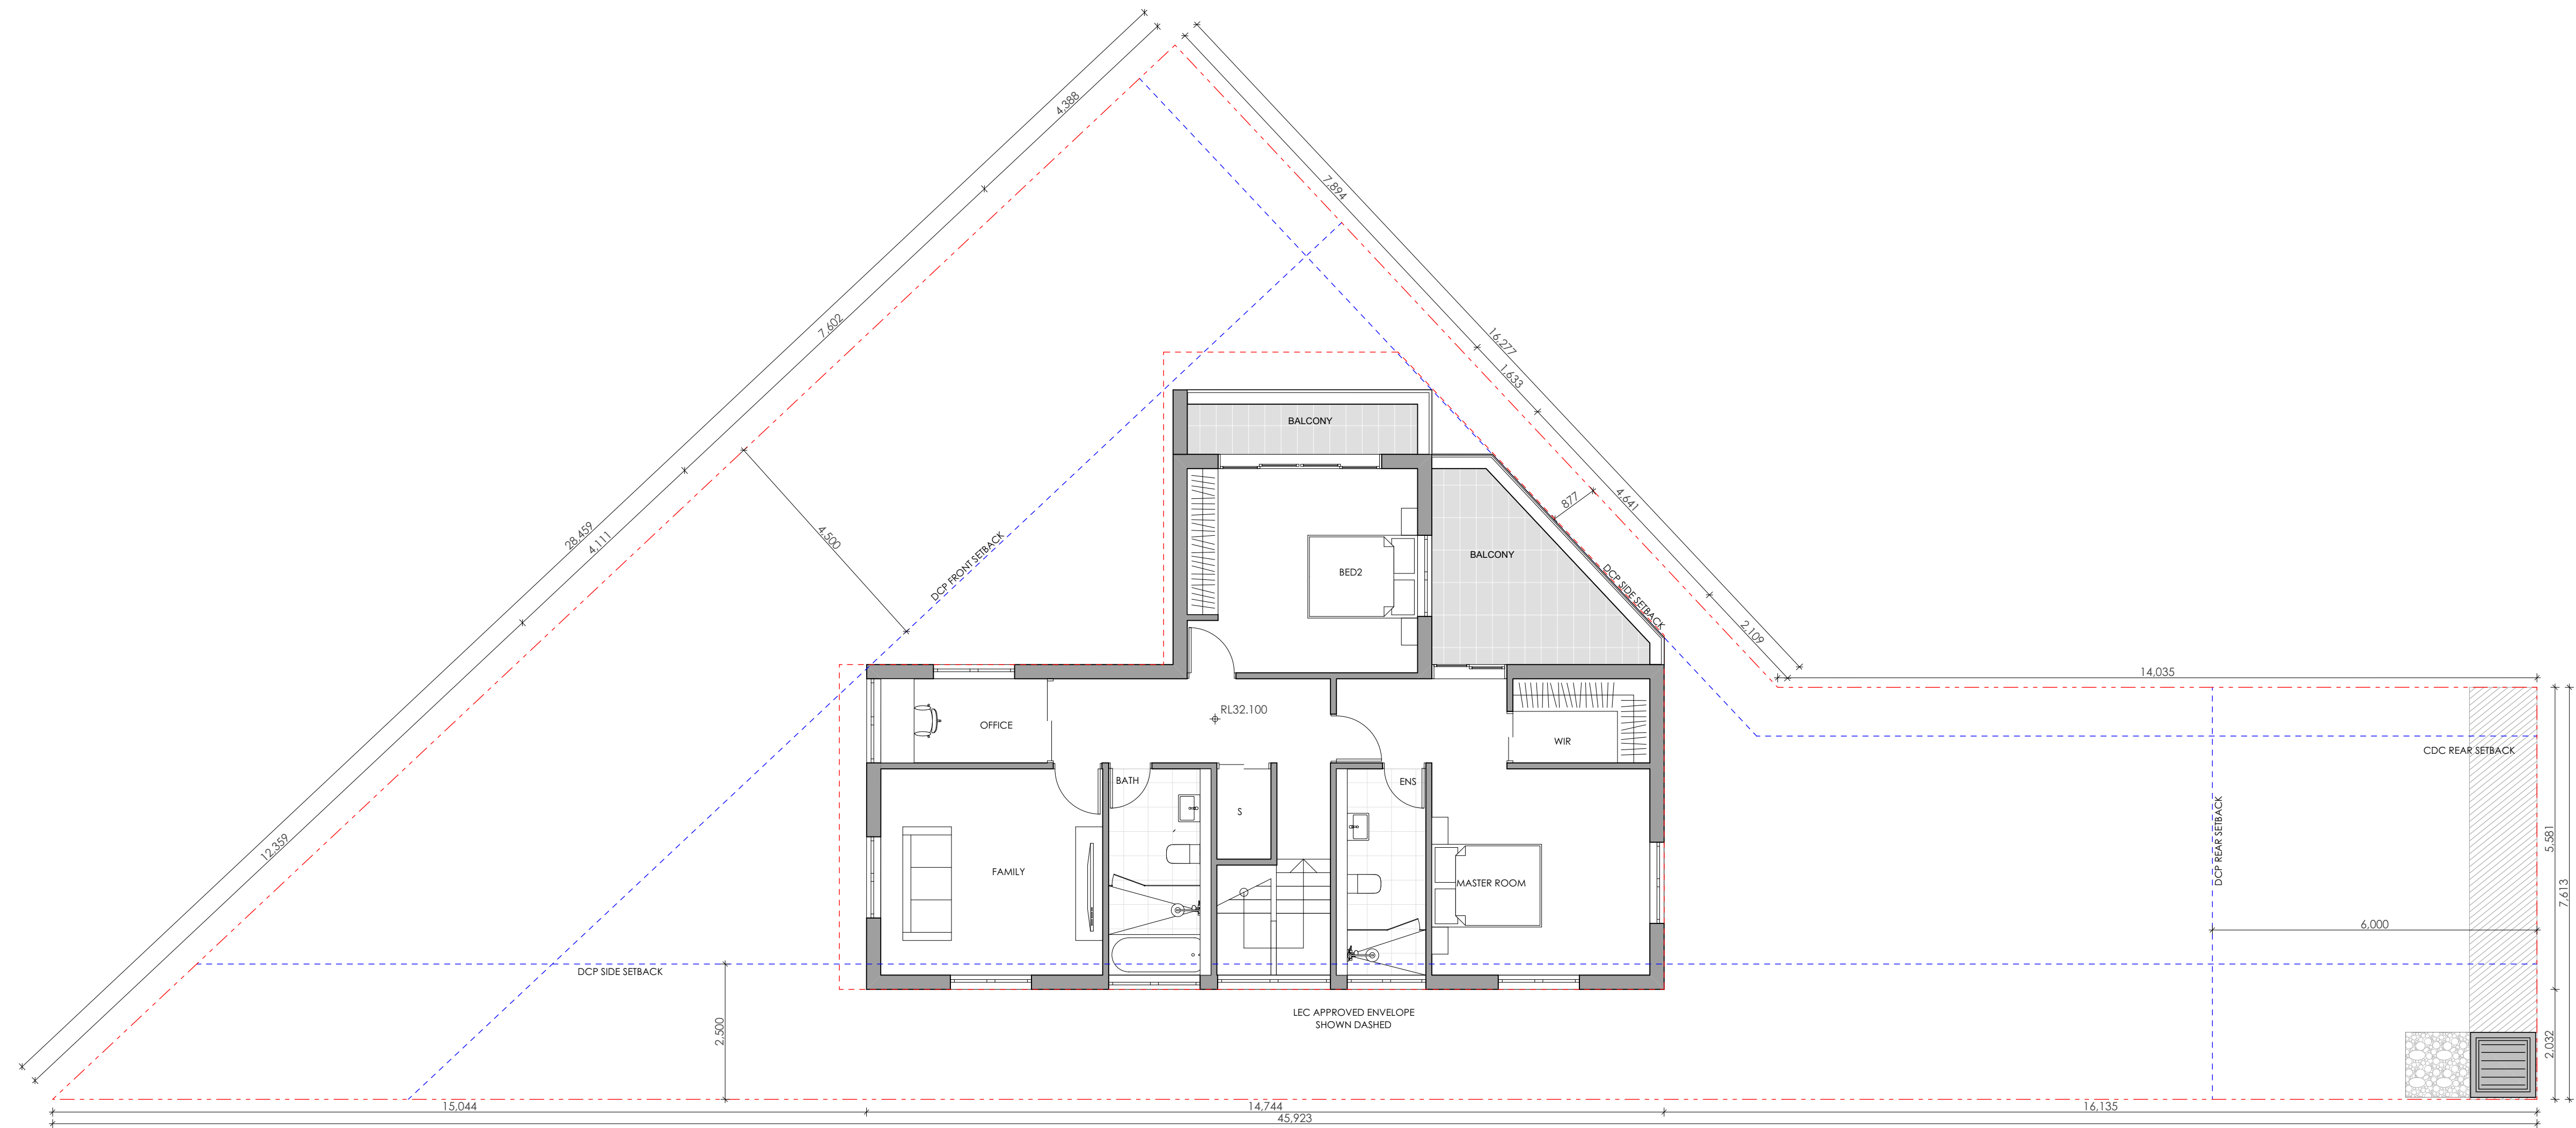 4,388
7,894
7,602
16,277
1,633
BALCONY
877
4,641
28,459
4,111
4,500
DCP FRONT SETBACK
BALCONY
BED2
DCP SIDE SETBACK
2,109
14,035
RL32.100
OFFICE
WIR
CDC REAR SETBACK
BATH
ENS
S
DCP REAR SETBACK
5,581
12,359
FAMILY
MASTER ROOM
7,613
6,000
DCP SIDE SETBACK
LEC APPROVED ENVELOPE
SHOWN DASHED
2,500
2,032
15,044
14,744
16,135
45,923